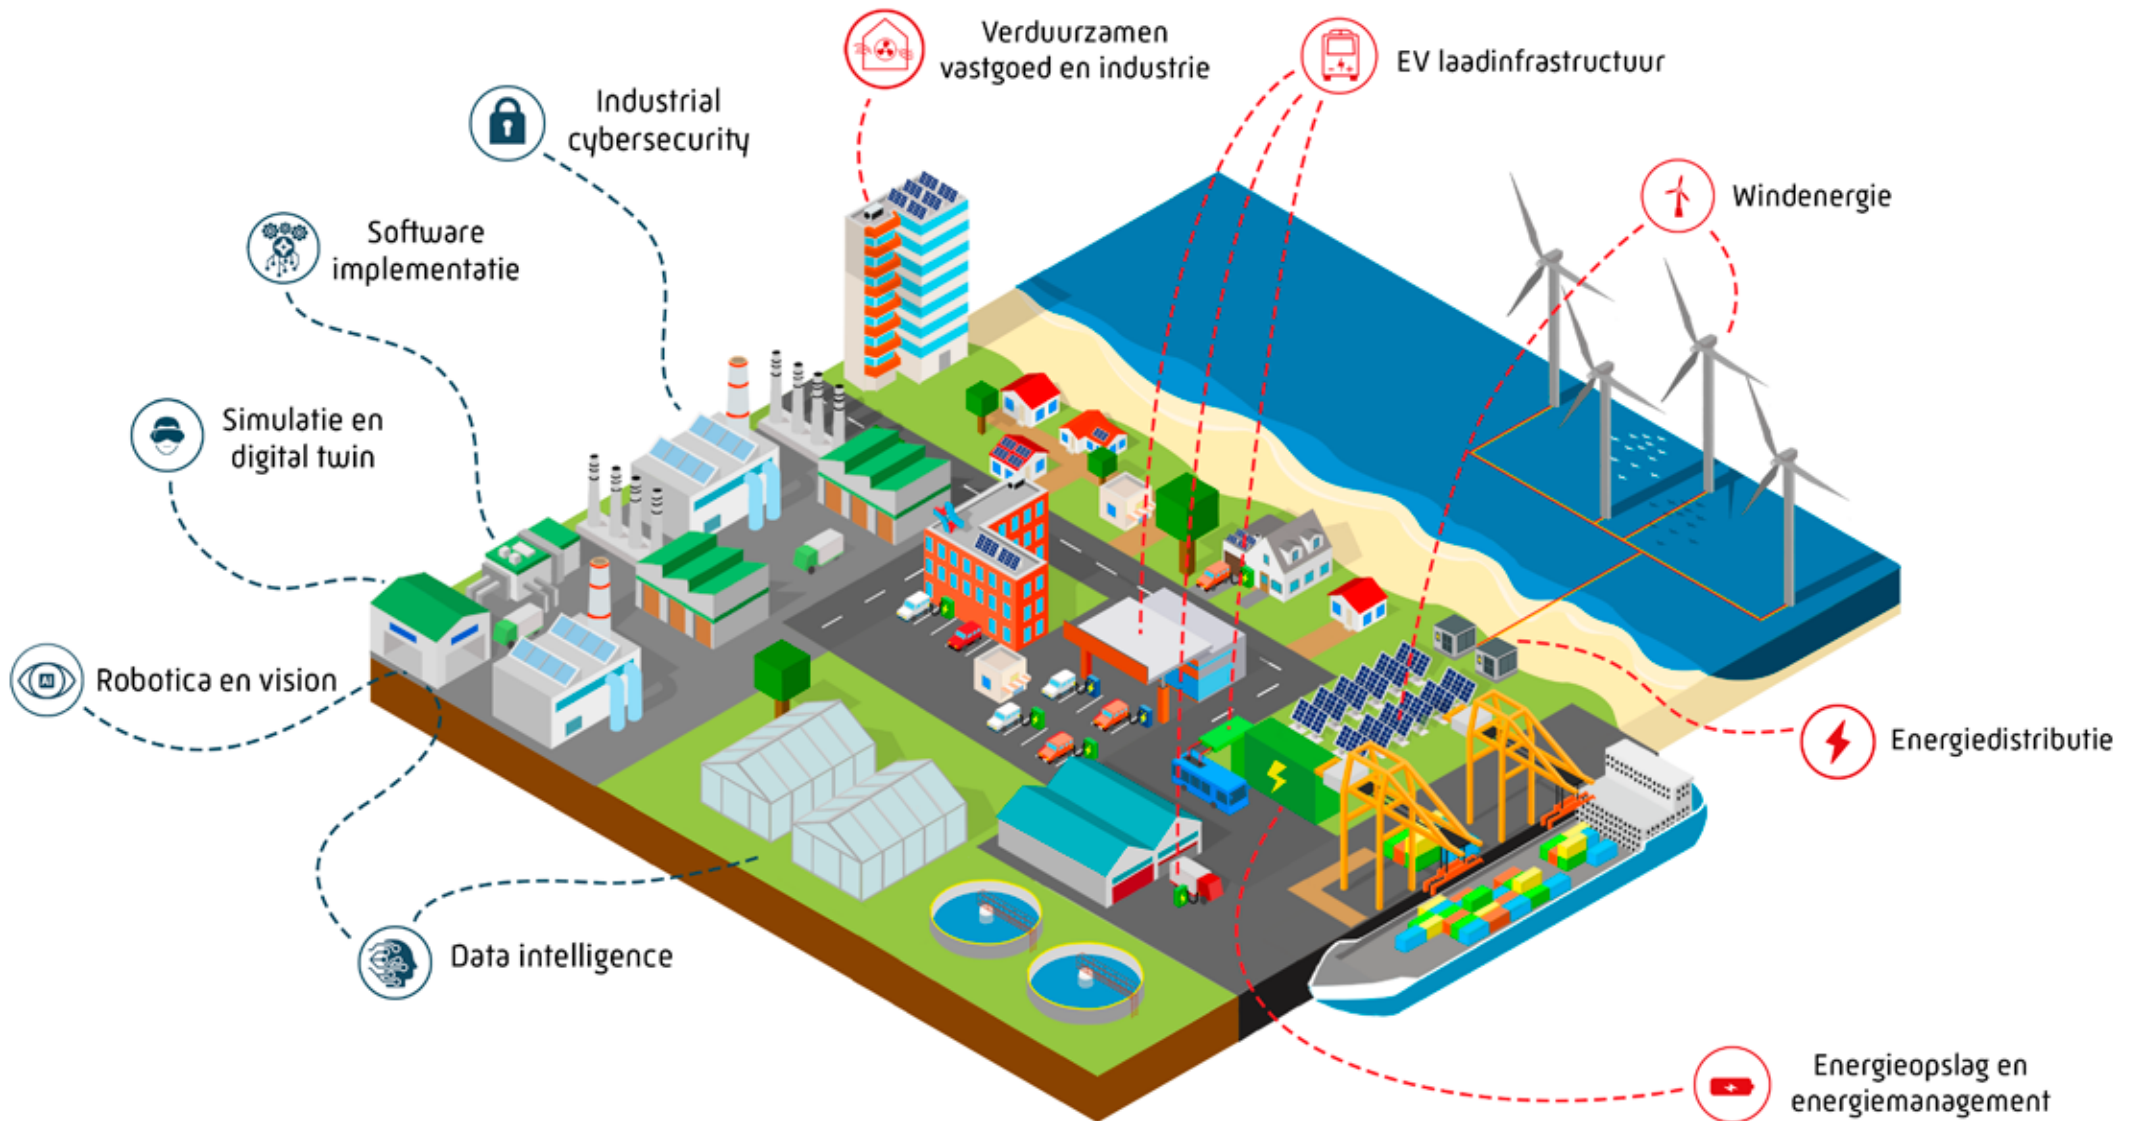 Verduurzamen
vastgoed en industrie
EV laadinfrastructuur
Industrial
cybersecurity
Windenergie
Software
implementatie
Simulatie en
digital twin
Robotica en vision
AI
Energiedistributie
Data intelligence
Energieopslag en
energiemanagement